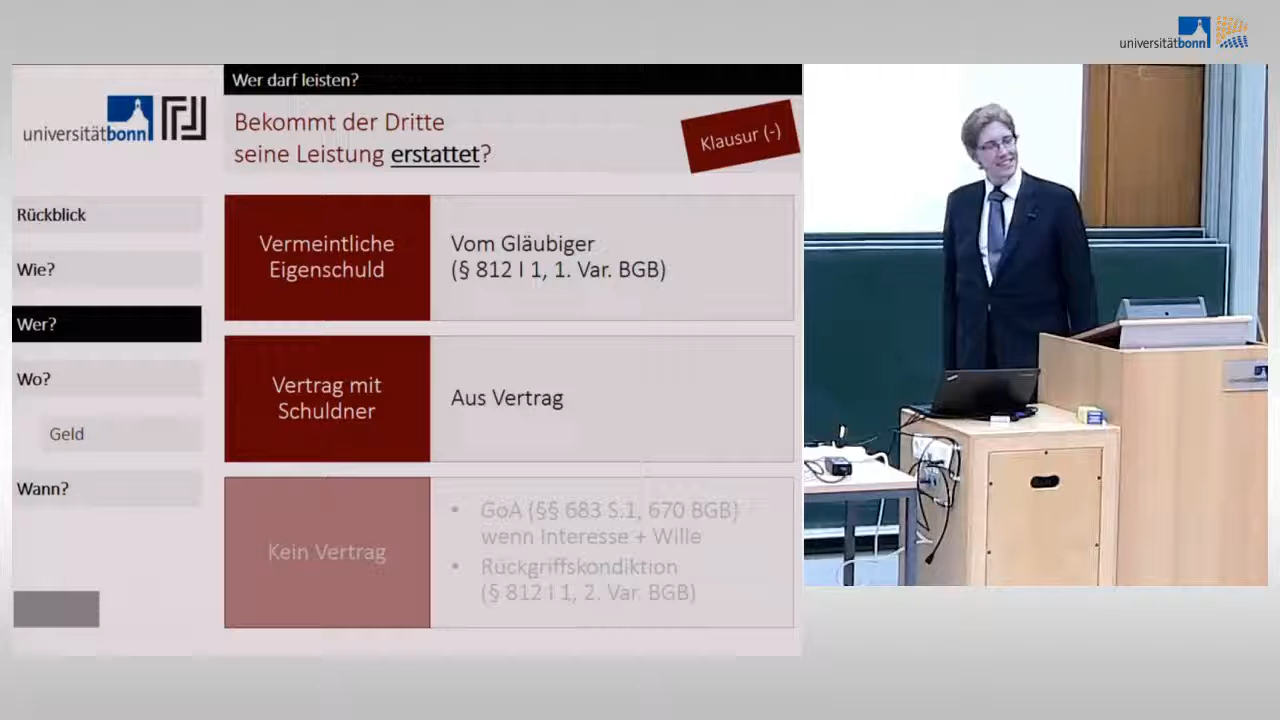 universitätbonn
Wer darf leisten?
universitätbonn
Bekommt der Dritte
seine Leistung erstattet?
Klausur (-)
Rückblick
Wie?
Wer?
Wo?
Geld
Wann?
Vermeintliche
Eigenschuld
Vom Gläubiger
(§ 812 I 1, 1. Var. BGB)
Vertrag mit
Schuldner
Aus Vertrag
Kein Vertrag
• GoA (§§ 683 S.1, 670 BGB)
wenn Interesse + Wille
• Rückgriffskondiktion
(§ 812 I 1, 2. Var. BGB)